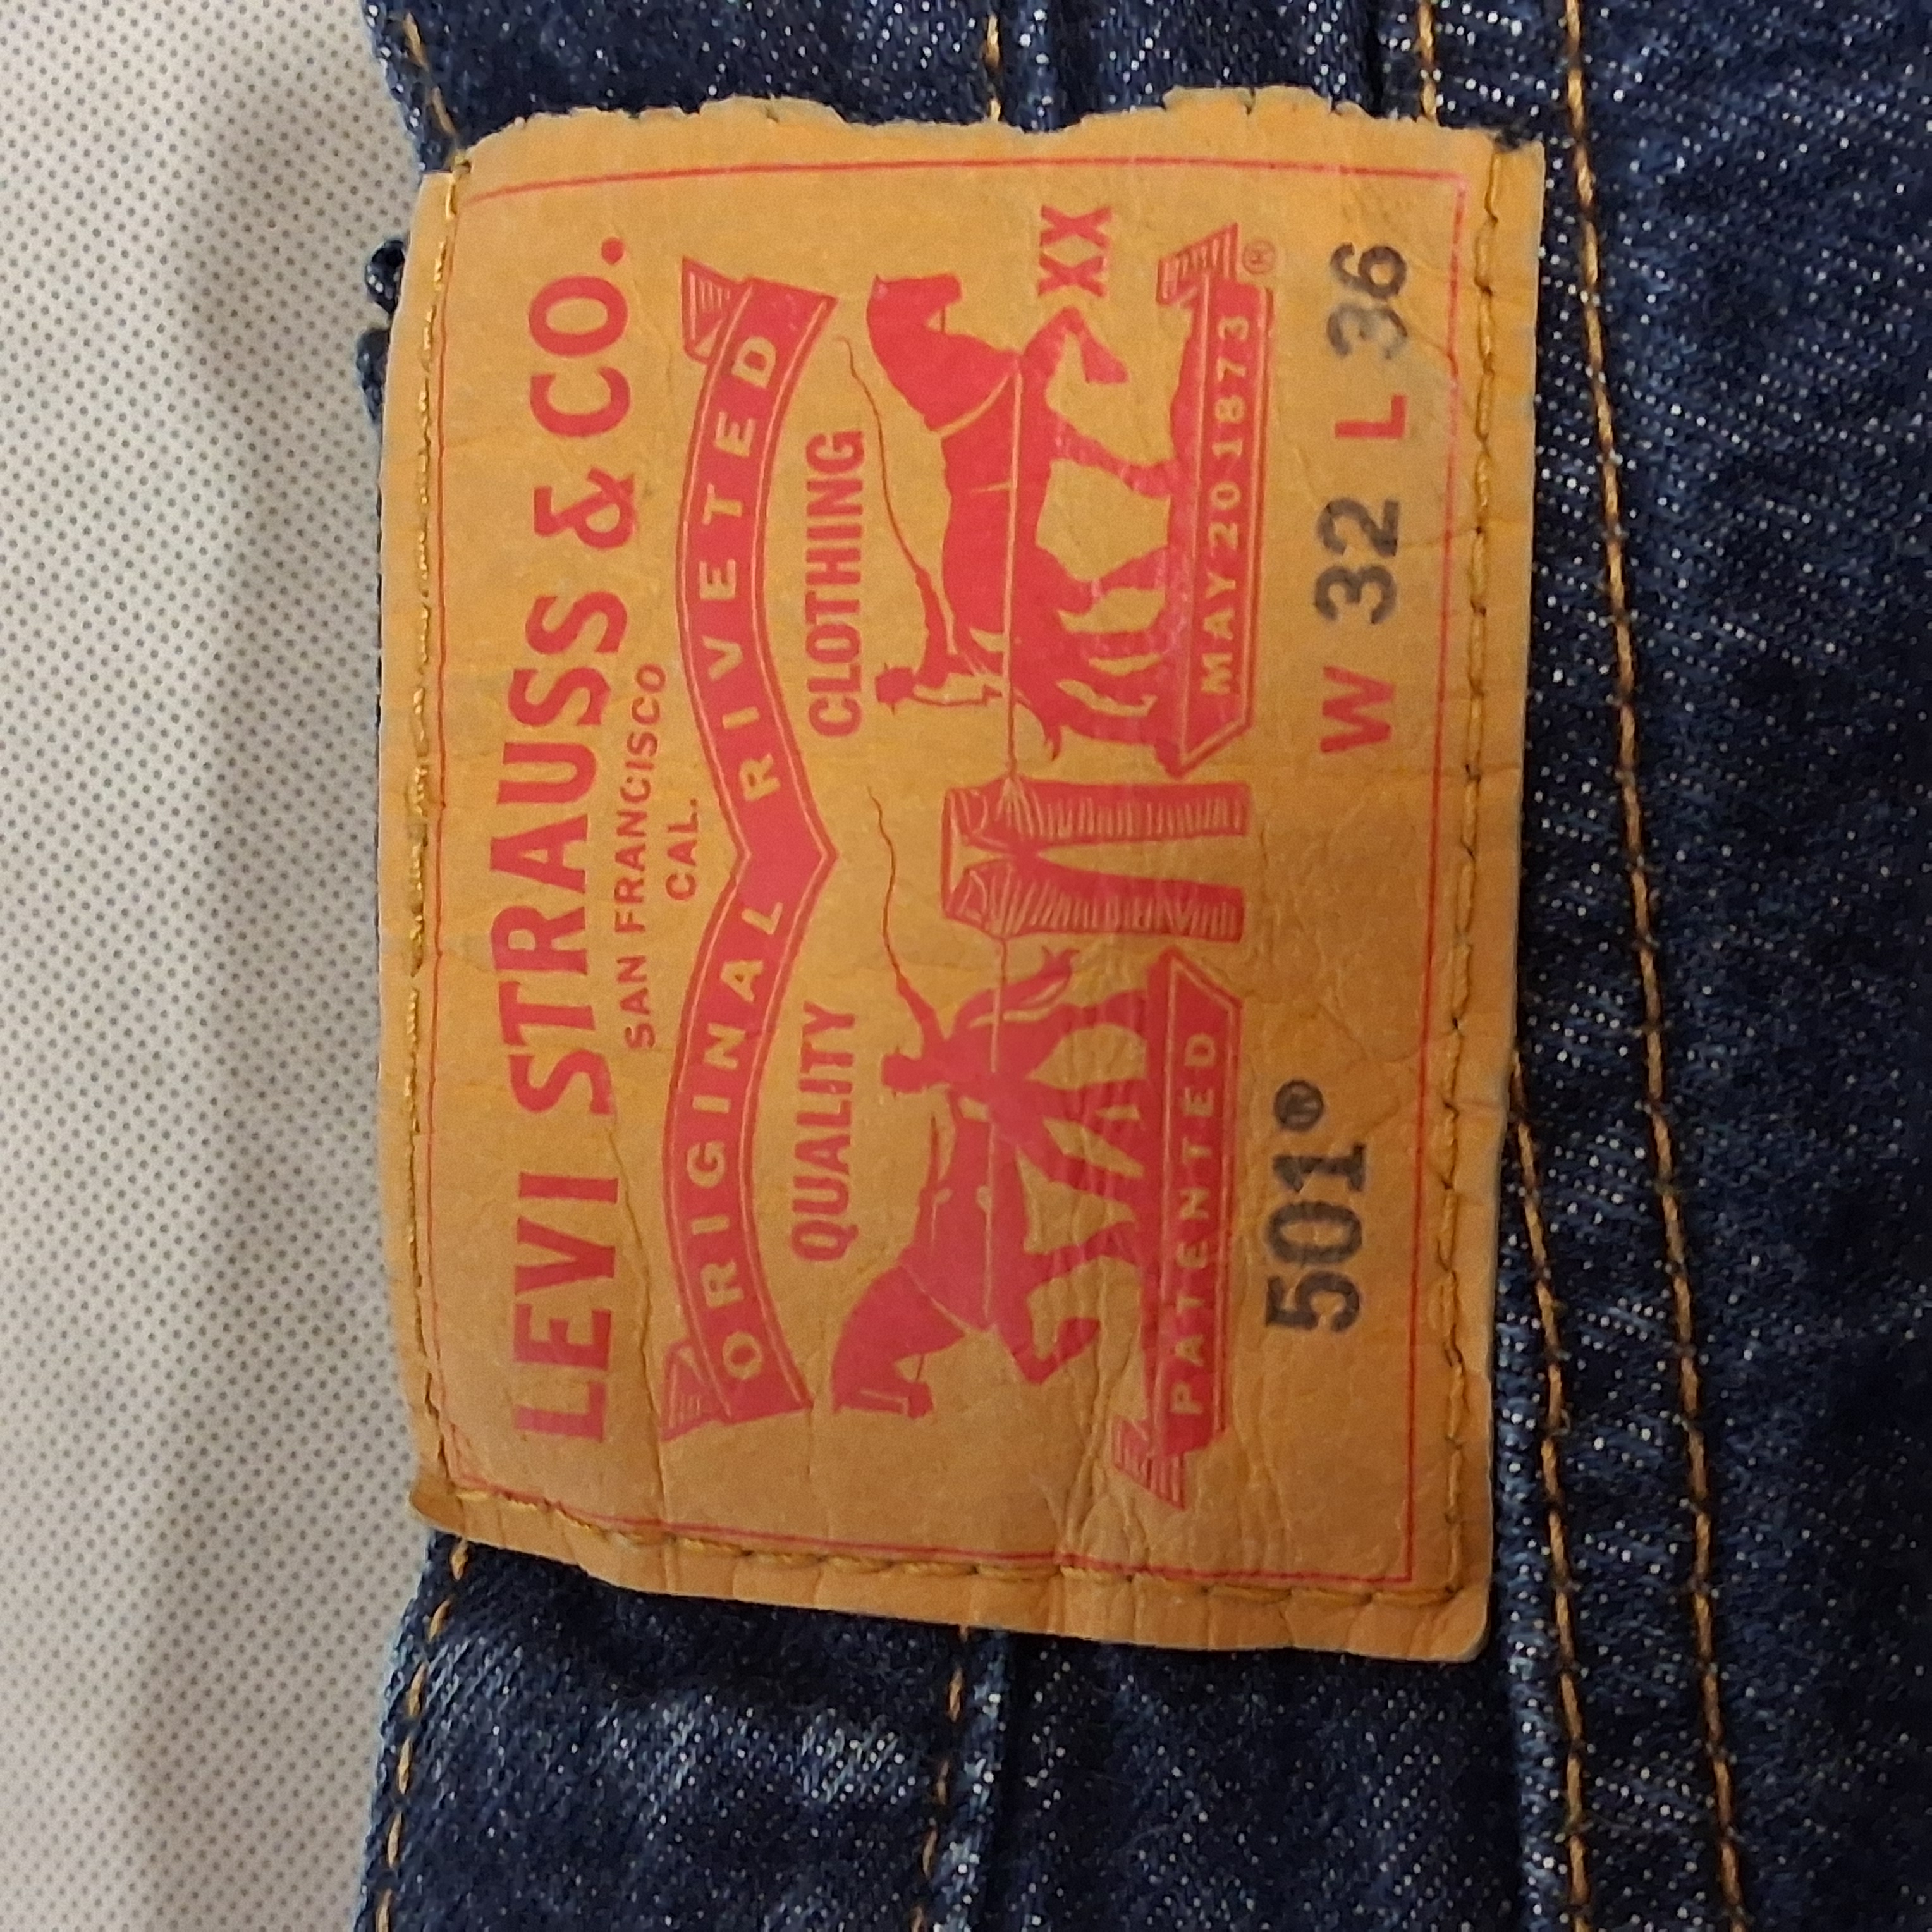 LEVI STRAUSS & CO.
SAN FRANCISCO
CAL.
ORIGINAL RIVETED
QUALITY CLOTHING
XX
PATENTED MAY 20 1873 ®
501® W 32 L 36